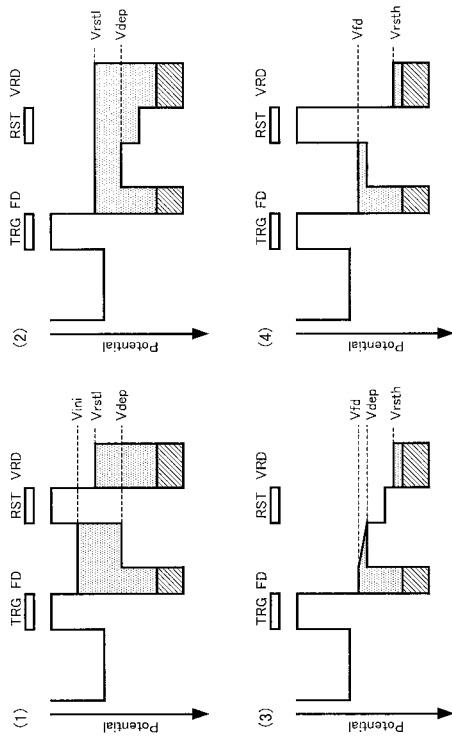 (1)
TRG FD RST VRD
Vini
Vrstl
Vdep
Potential
(2)
TRG FD RST VRD
Vrstl
Vdep
Potential
(3)
TRG FD RST VRD
Vfd
Vdep
Vrsth
Potential
(4)
TRG FD RST VRD
Vfd
Vrsth
Potential